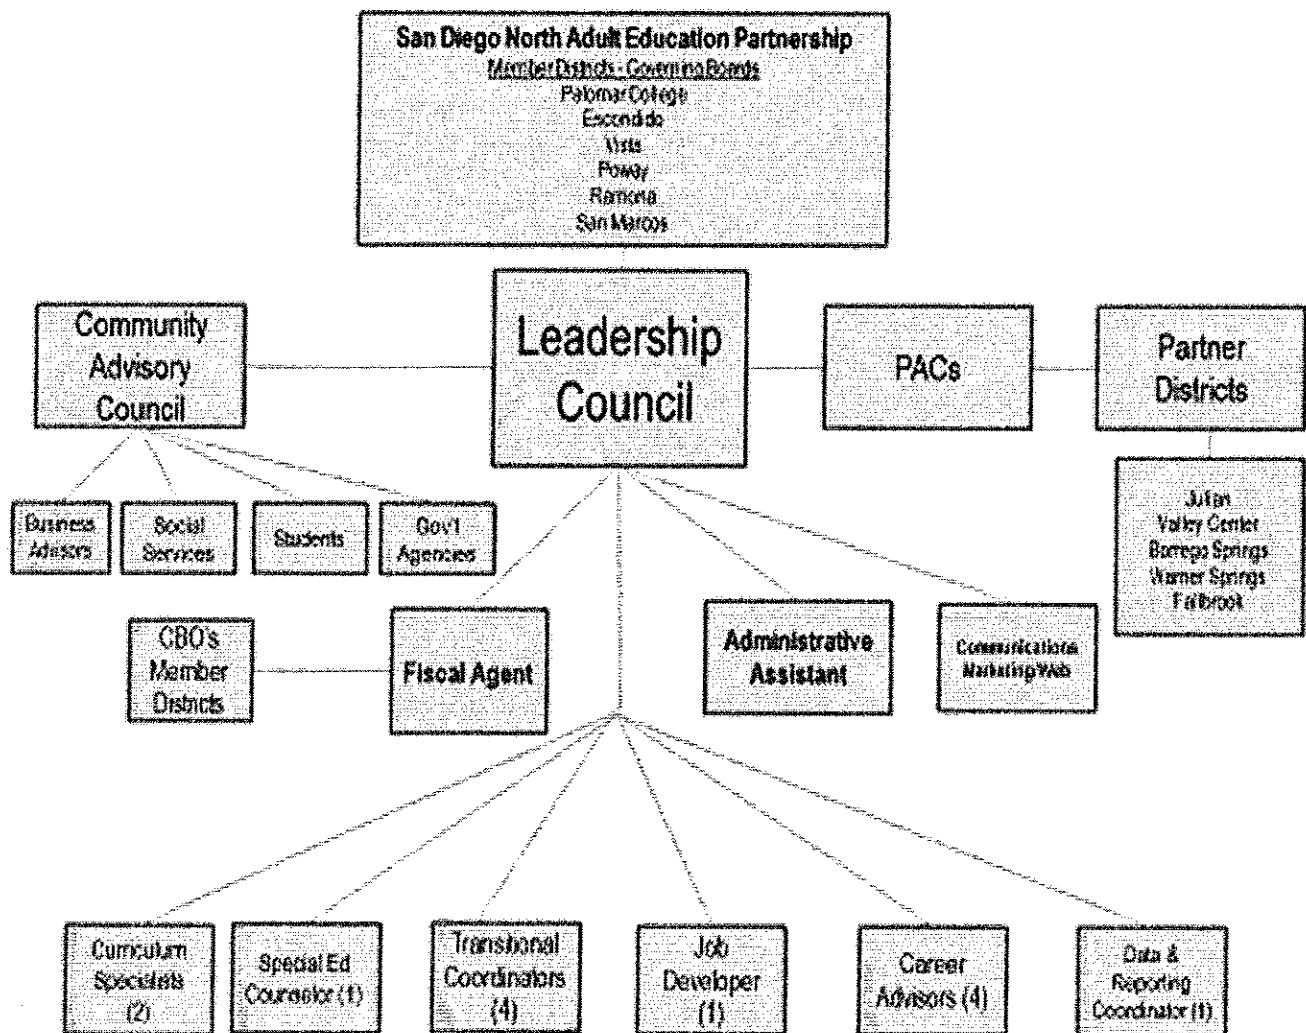 San Diego North Adult Education Partnership
Member Districts - Governing Boards
Palomar College
Escondido
Vista
Poway
Ramona
San Marcos
Community
Advisory
Council
Leadership
Council
PACs
Partner
Districts
Business
Advisors
Social
Services
Students
Gov't
Agencies
Julian
Valley Center
Borrego Springs
Warner Springs
Fallbrook
CBO's
Member
Districts
Fiscal Agent
Administrative
Assistant
Communications
Marketing/Web
Curriculum
Specialists
(2)
Special Ed
Counselor (1)
Transitional
Coordinators
(4)
Job
Developer
(1)
Career
Advisors (4)
Data &
Reporting
Coordinator (1)